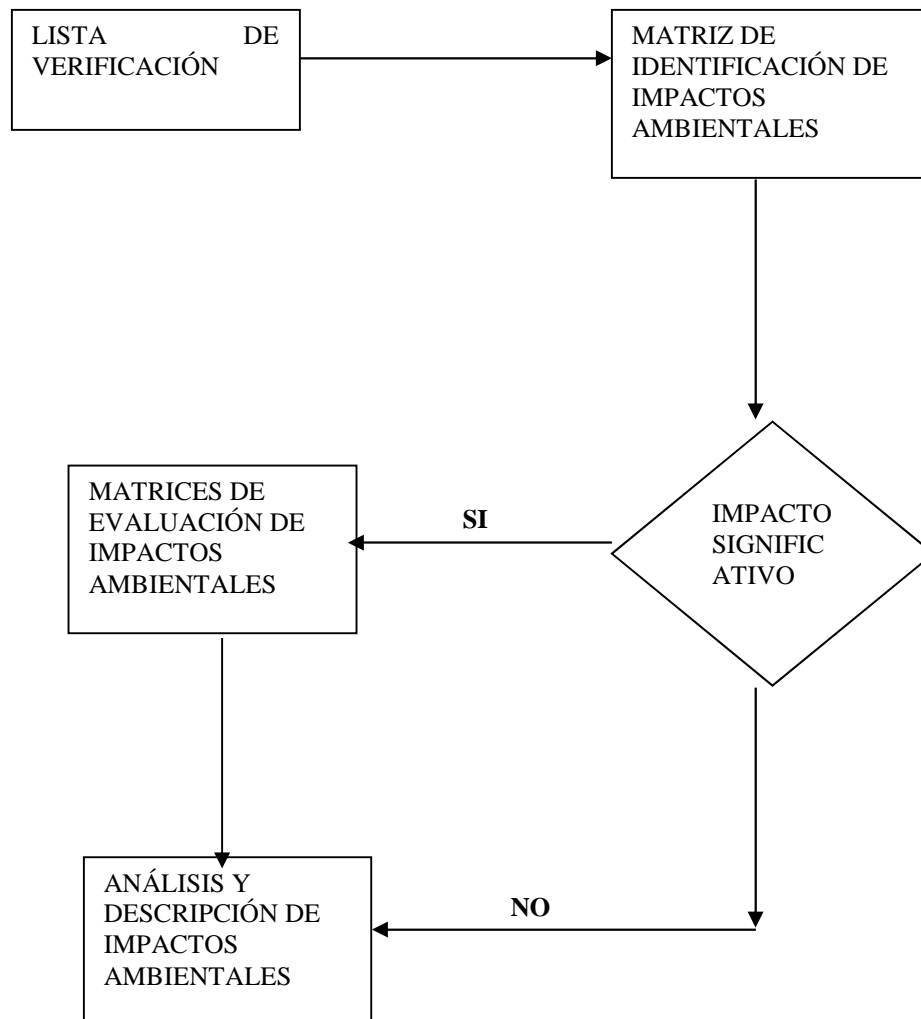 LISTA DE
VERIFICACIÓN
MATRIZ DE
IDENTIFICACIÓN DE
IMPACTOS
AMBIENTALES
IMPACTO
SIGNIFIC
ATIVO
SI
MATRICES DE
EVALUACIÓN DE
IMPACTOS
AMBIENTALES
NO
ANÁLISIS Y
DESCRIPCIÓN DE
IMPACTOS
AMBIENTALES